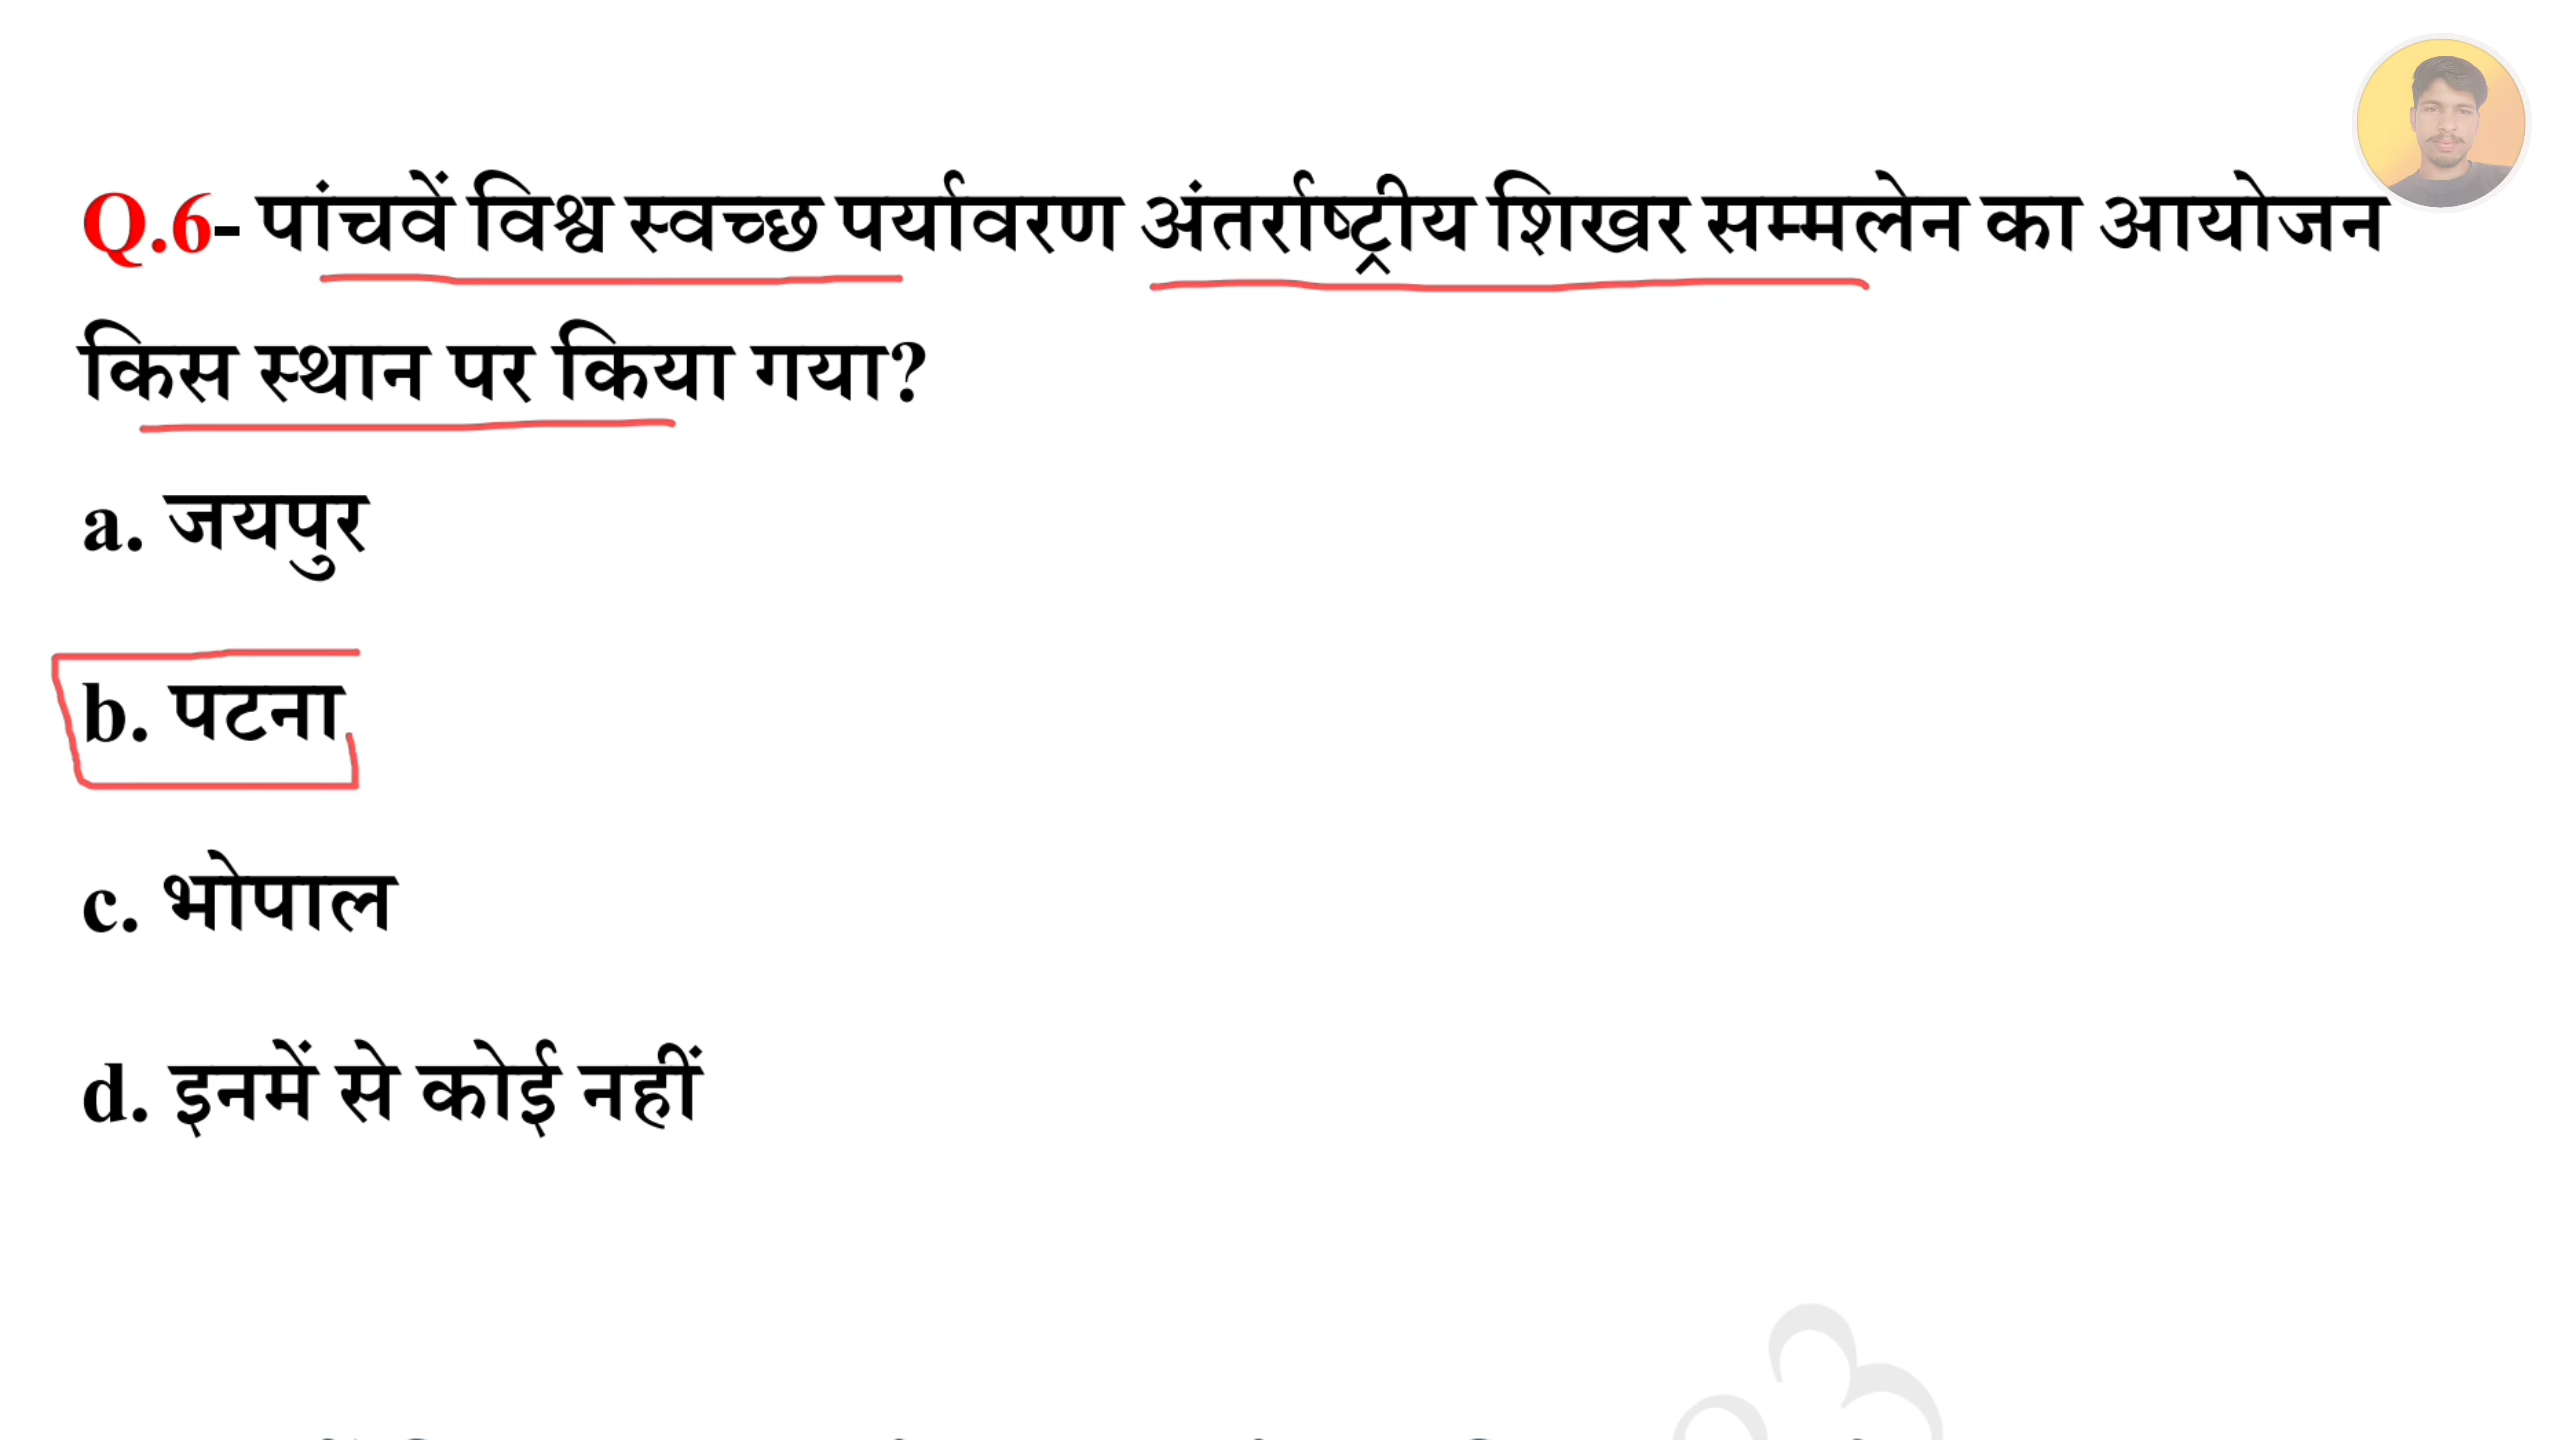 Q.6- पांचवें विश्व स्वच्छ पर्यावरण अंतर्राष्ट्रीय शिखर सम्मलेन का आयोजन
किस स्थान पर किया गया?
a. जयपुर
b. पटना
c. भोपाल
d. इनमें से कोई नहीं